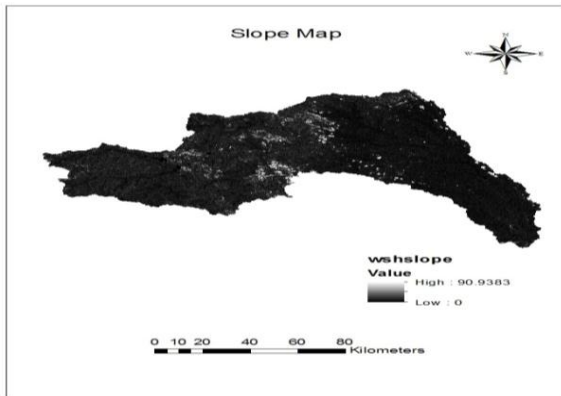 Slope Map
N
W E
S
wshslope
Value
High : 90.9383
Low : 0
0 10 20 40 60 80
Kilometers